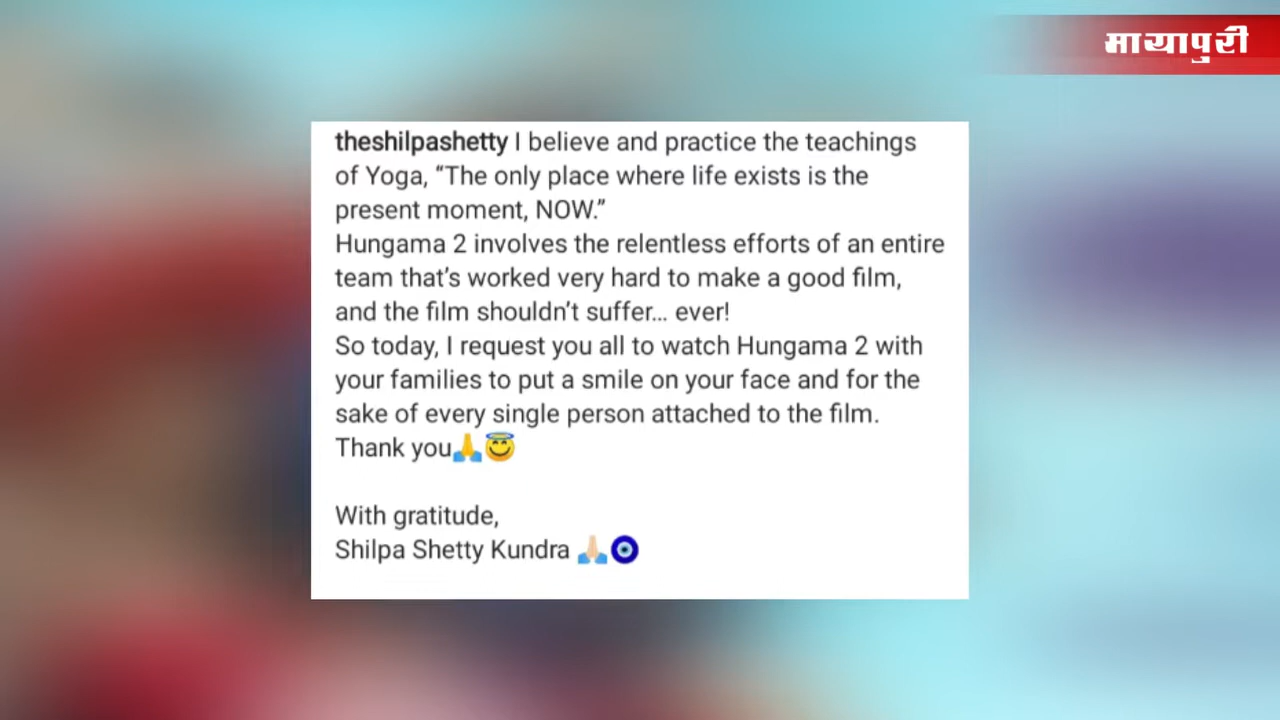 मायापुरी
theshilpashetty I believe and practice the teachings
of Yoga, “The only place where life exists is the
present moment, NOW.”
Hungama 2 involves the relentless efforts of an entire
team that’s worked very hard to make a good film,
and the film shouldn’t suffer... ever!
So today, I request you all to watch Hungama 2 with
your families to put a smile on your face and for the
sake of every single person attached to the film.
Thank you🙏😇
With gratitude,
Shilpa Shetty Kundra 🙏🏻🧿